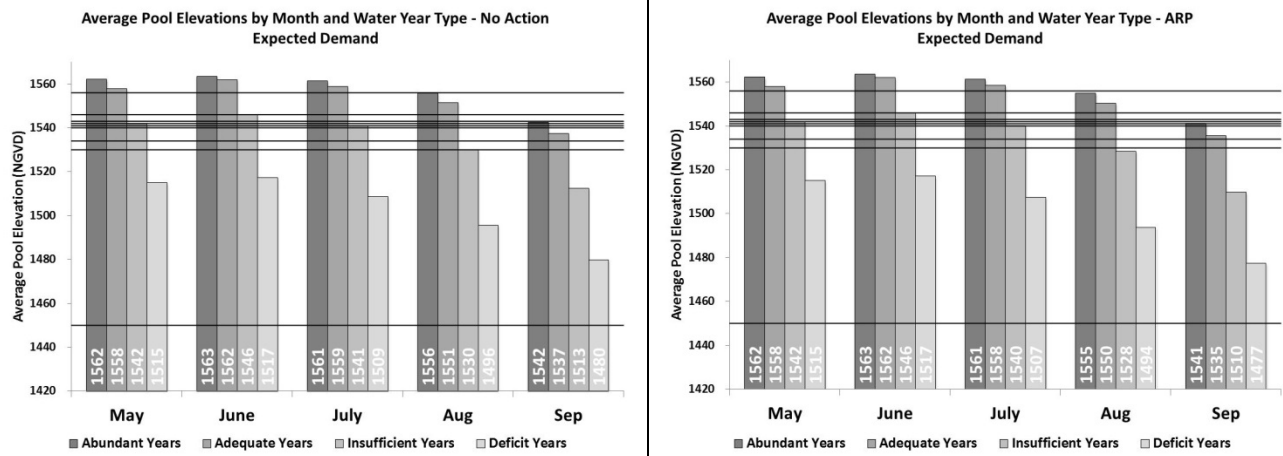 Average Pool Elevations by Month and Water Year Type - No Action
Expected Demand
Average Pool Elevation (NGVD)
1560
1540
1520
1500
1480
1460
1440
1420
1562 1558 1542 1515
1563 1562 1546 1517
1561 1559 1541 1509
1556 1551 1530 1496
1542 1537 1513 1480
May June July Aug Sep
Abundant Years Adequate Years Insufficient Years Deficit Years
Average Pool Elevations by Month and Water Year Type - ARP
Expected Demand
Average Pool Elevation (NGVD)
1560
1540
1520
1500
1480
1460
1440
1420
1562 1558 1542 1515
1563 1562 1546 1517
1561 1558 1540 1507
1555 1550 1528 1494
1541 1535 1510 1477
May June July Aug Sep
Abundant Years Adequate Years Insufficient Years Deficit Years